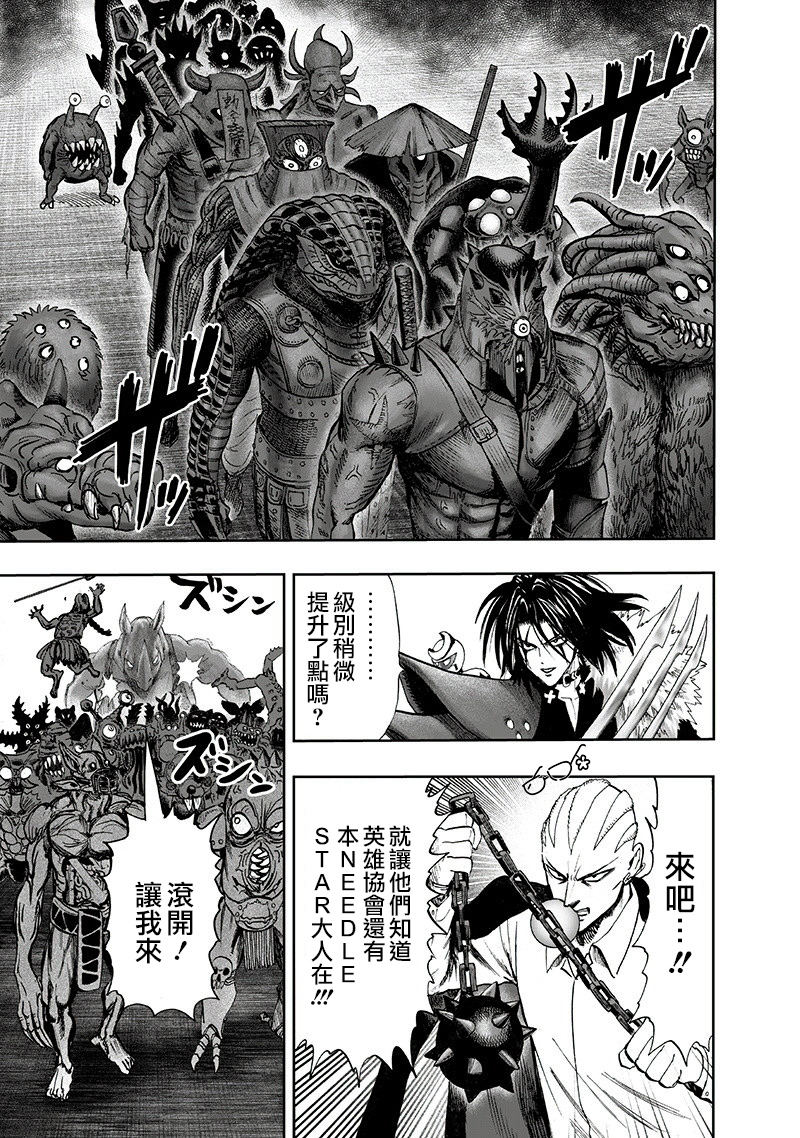 ザッ
ザッ
ザッ
………
級別稍微
提升了點嗎？
來吧…!!
就讓他們知道
英雄協會還有
本NEEDLE
STAR大人在!!!
ズシン
ズシン
滾開！
讓我來